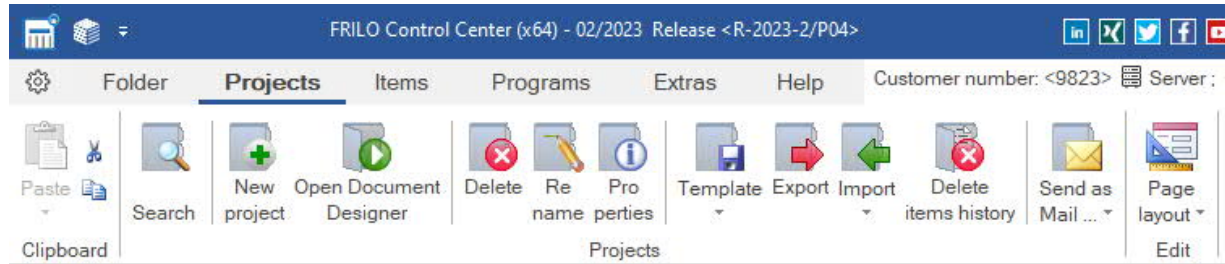 FRILO Control Center (x64) - 02/2023 Release <R-2023-2/P04>
in
Folder Projects Items Programs Extras Help Customer number: <9823> Server ;
Paste
Search
New project
Open Document Designer
Delete
Re name
Pro perties
Template
Export
Import
Delete items history
Send as Mail ...
Page layout
Clipboard Projects Edit